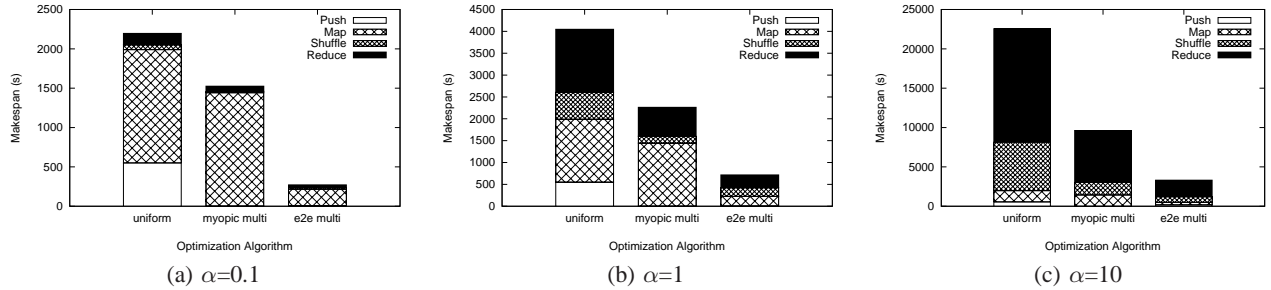 Makespan (s)
2500
2000
1500
1000
500
0
Push
Map
Shuffle
Reduce
uniform
myopic multi
e2e multi
Optimization Algorithm
(a) α=0.1
Makespan (s)
4500
4000
3500
3000
2500
2000
1500
1000
500
0
Push
Map
Shuffle
Reduce
uniform
myopic multi
e2e multi
Optimization Algorithm
(b) α=1
Makespan (s)
25000
20000
15000
10000
5000
0
Push
Map
Shuffle
Reduce
uniform
myopic multi
e2e multi
Optimization Algorithm
(c) α=10